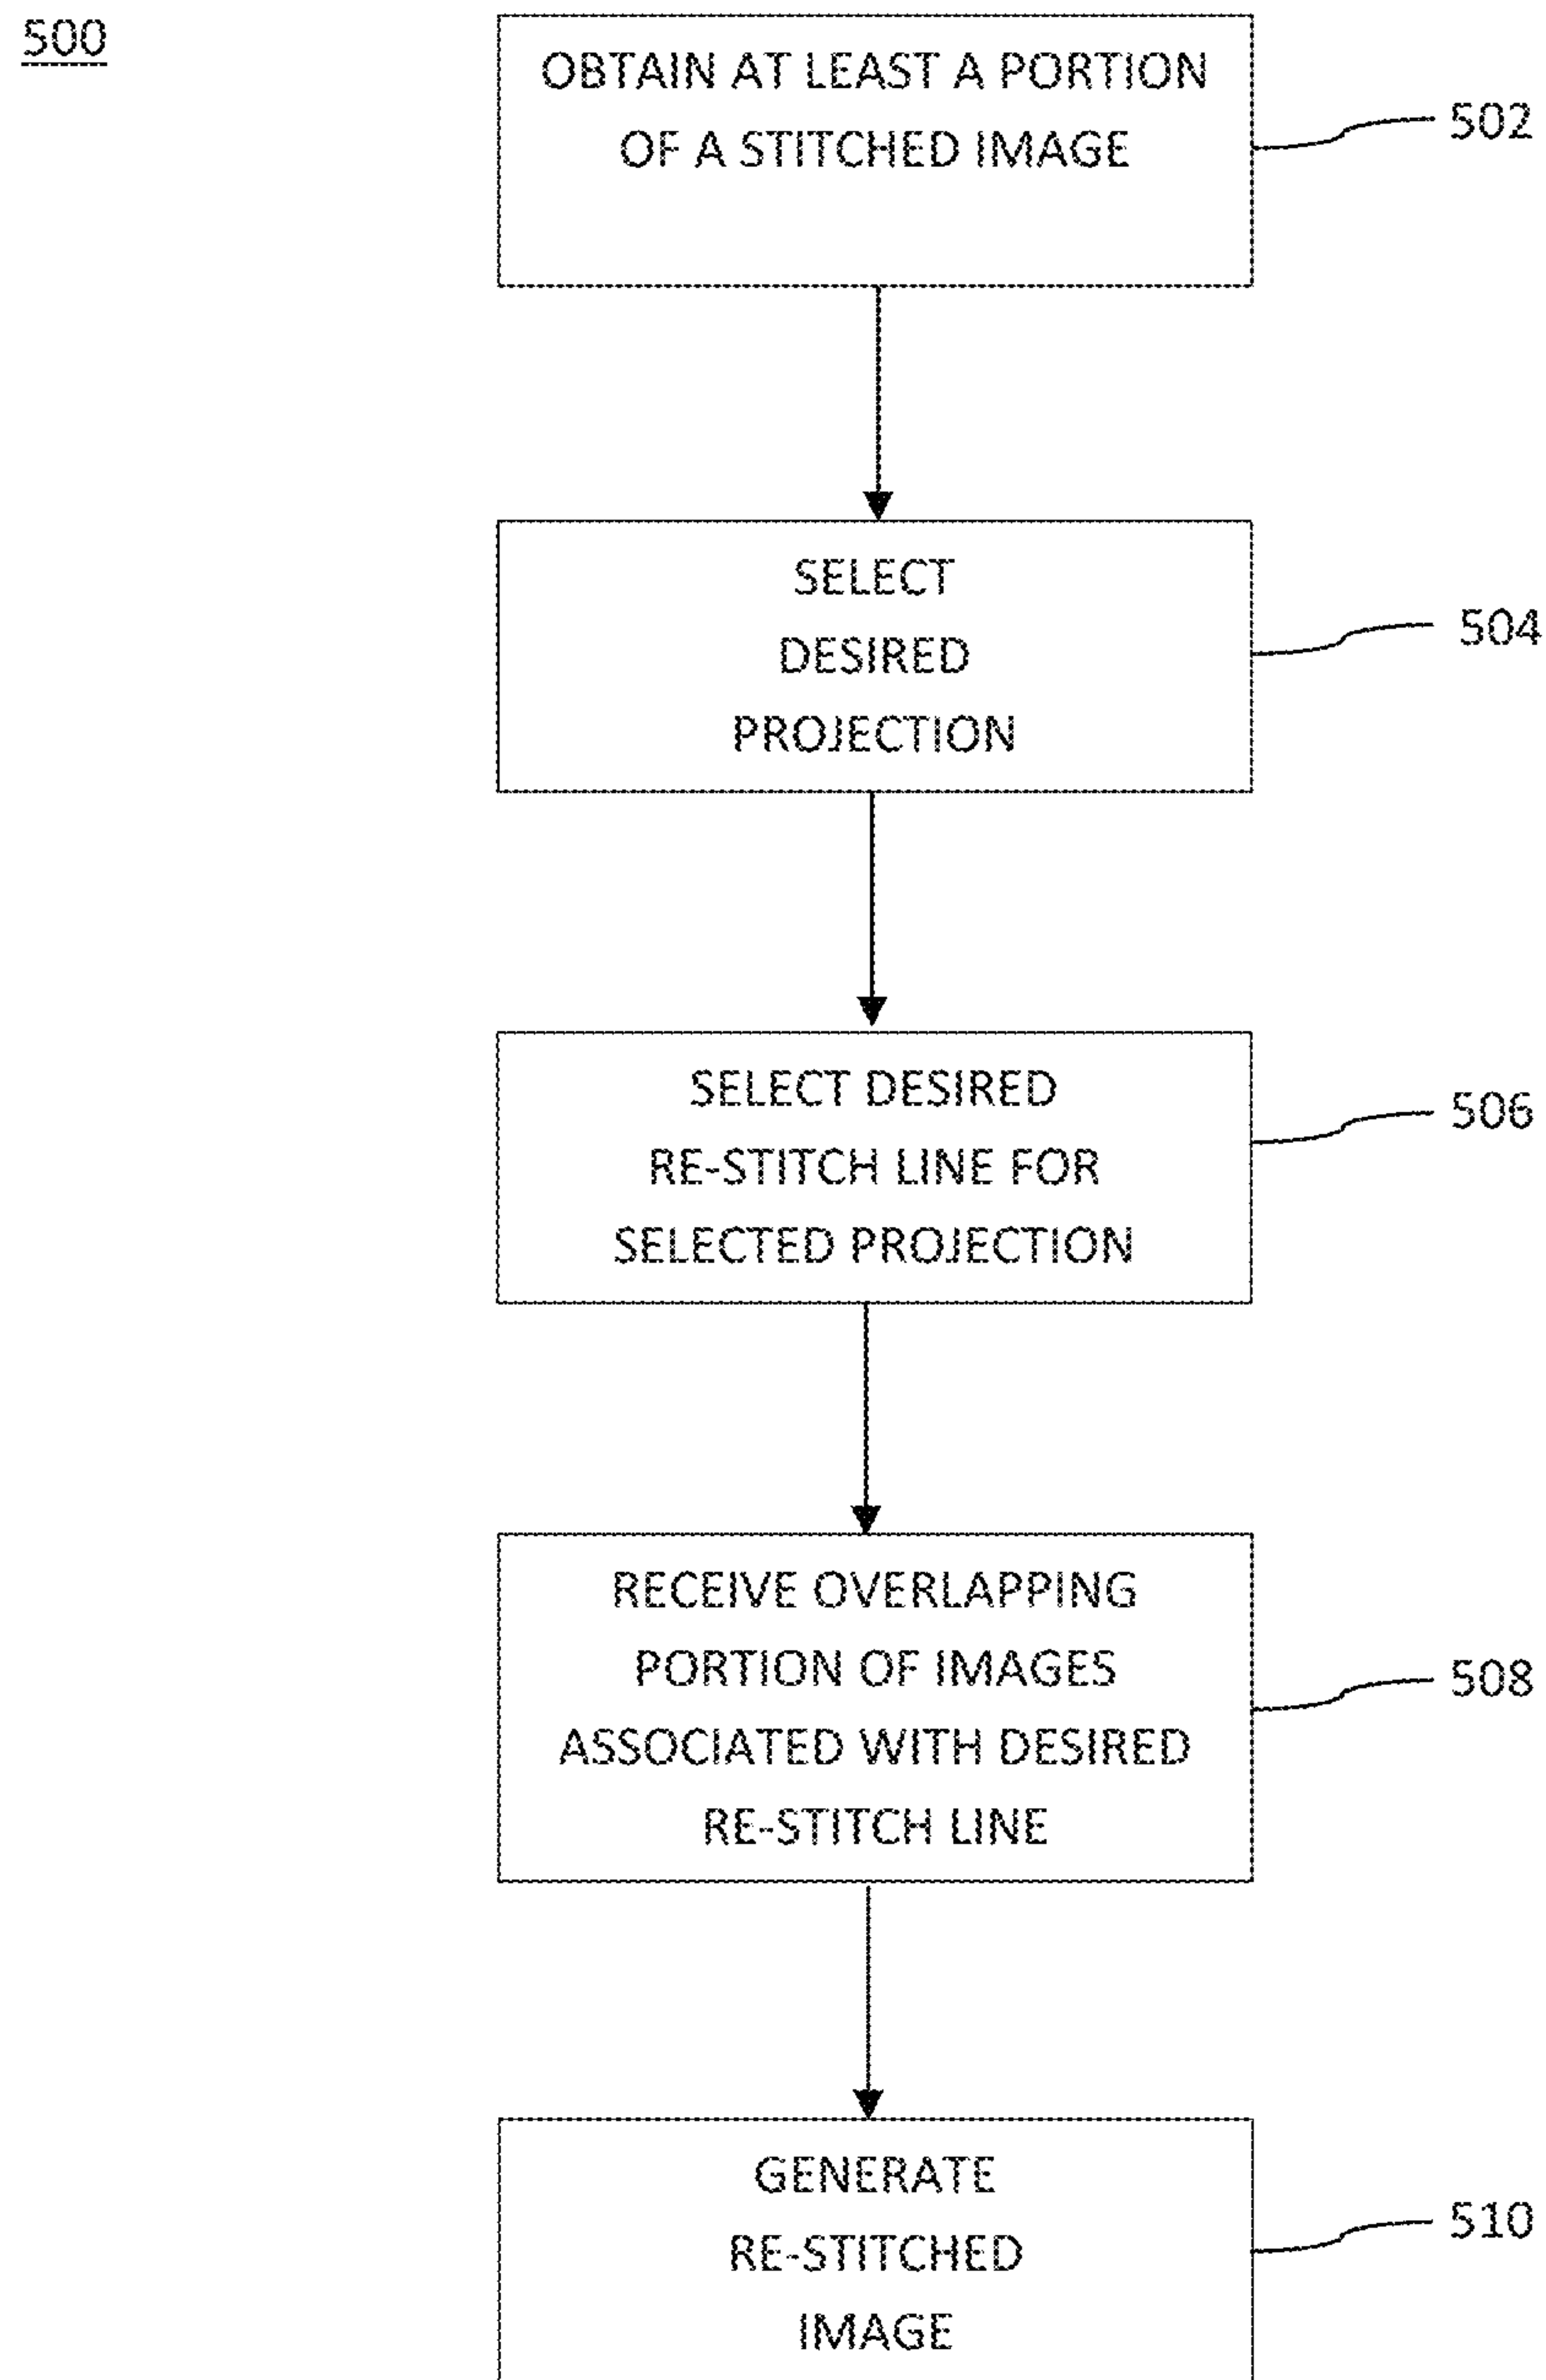 500
OBTAIN AT LEAST A PORTION
OF A STITCHED IMAGE
502
SELECT
DESIRED
PROJECTION
504
SELECT DESIRED
RE-STITCH LINE FOR
SELECTED PROJECTION
506
RECEIVE OVERLAPPING
PORTION OF IMAGES
ASSOCIATED WITH DESIRED
RE-STITCH LINE
508
GENERATE
RE-STITCHED
IMAGE
510